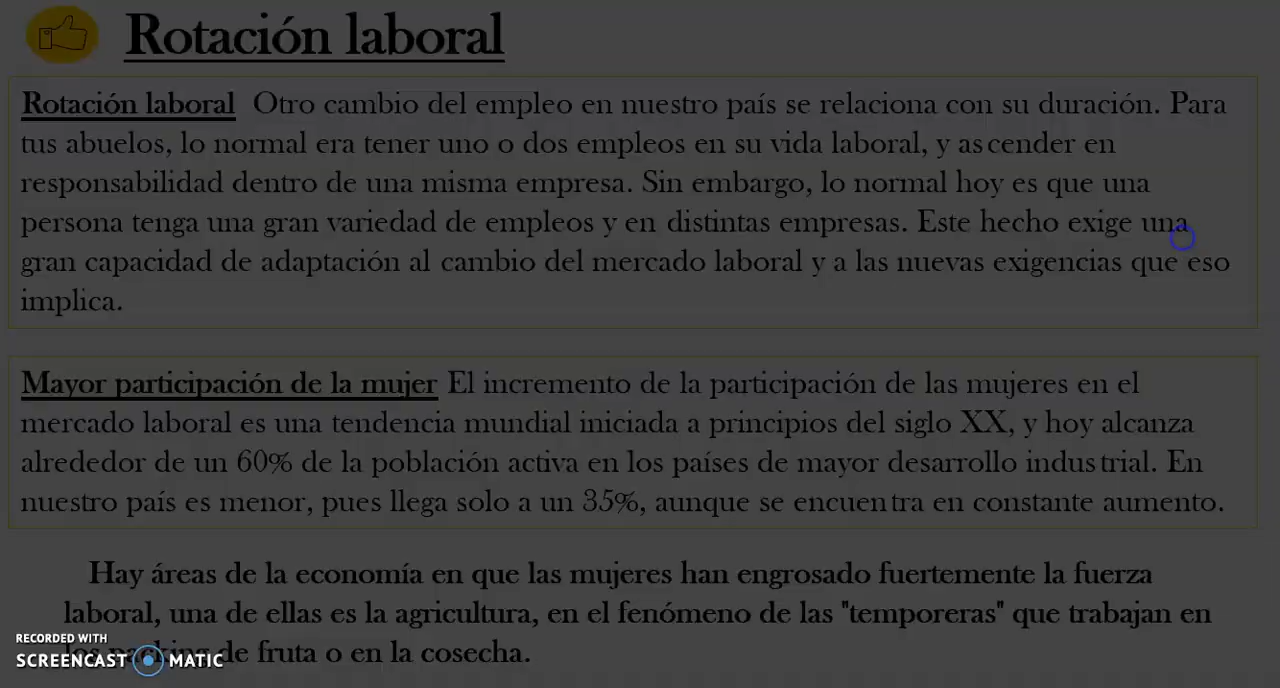 Rotación laboral
Rotación laboral Otro cambio del empleo en nuestro país se relaciona con su duración. Para
tus abuelos, lo normal era tener uno o dos empleos en su vida laboral, y ascender en
responsabilidad dentro de una misma empresa. Sin embargo, lo normal hoy es que una
persona tenga una gran variedad de empleos y en distintas empresas. Este hecho exige una
gran capacidad de adaptación al cambio del mercado laboral y a las nuevas exigencias que eso
implica.
Mayor participación de la mujer El incremento de la participación de las mujeres en el
mercado laboral es una tendencia mundial iniciada a principios del siglo XX, y hoy alcanza
alrededor de un 60% de la población activa en los países de mayor desarrollo industrial. En
nuestro país es menor, pues llega solo a un 35%, aunque se encuentra en constante aumento.
Hay áreas de la economía en que las mujeres han engrosado fuertemente la fuerza
laboral, una de ellas es la agricultura, en el fenómeno de las "temporeras" que trabajan en
los packing de fruta o en la cosecha.
RECORDED WITH
SCREENCAST MATIC